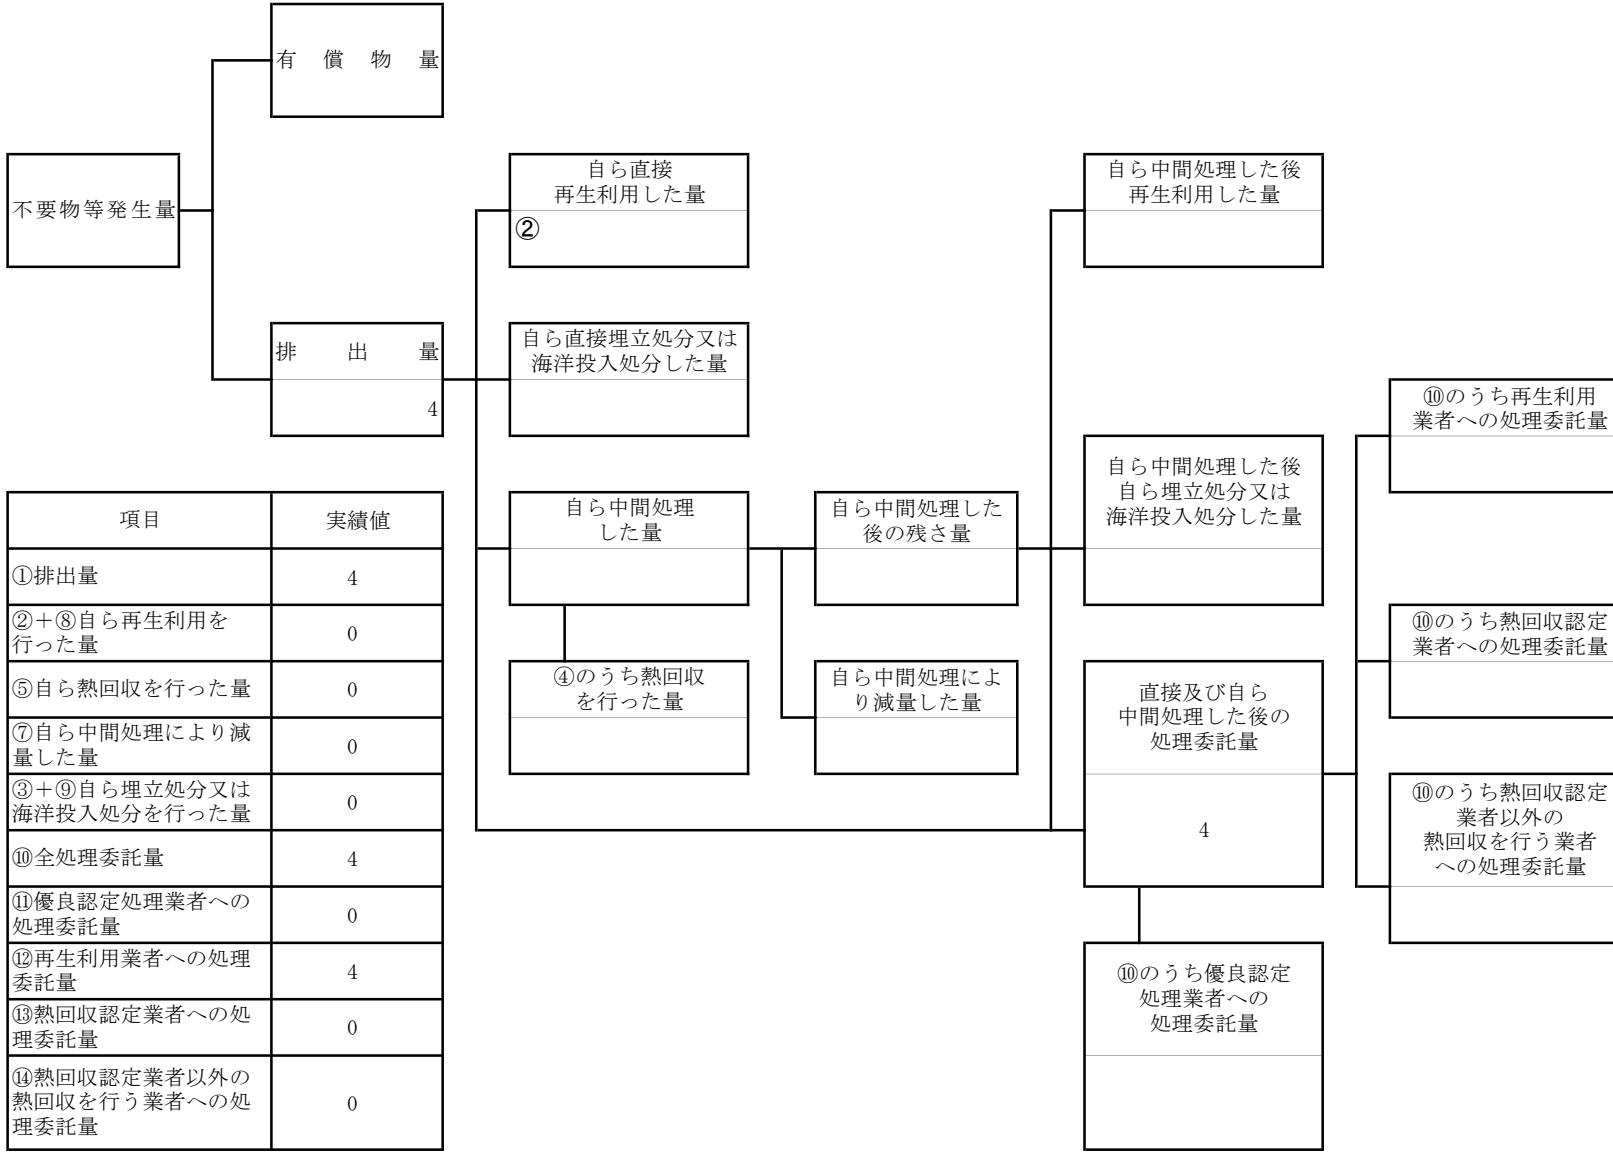 有償物量
不要物等発生量
自ら直接
再生利用した量
②
自ら中間処理した後
再生利用した量
排出量
4
自ら直接埋立処分又は
海洋投入処分した量
⑩のうち再生利用
業者への処理委託量
自ら中間処理
した量
自ら中間処理した
後の残さ量
自ら中間処理した後
自ら埋立処分又は
海洋投入処分した量
④のうち熱回収
を行った量
自ら中間処理によ
り減量した量
直接及び自ら
中間処理した後の
処理委託量
4
⑩のうち熱回収認定
業者への処理委託量
⑩のうち熱回収認定
業者以外の
熱回収を行う業者
への処理委託量
⑩のうち優良認定
処理業者への
処理委託量
項目 実績値
①排出量 4
②＋⑧自ら再生利用を
行った量 0
⑤自ら熱回収を行った量 0
⑦自ら中間処理により減
量した量 0
③＋⑨自ら埋立処分又は
海洋投入処分を行った量 0
⑩全処理委託量 4
⑪優良認定処理業者への
処理委託量 0
⑫再生利用業者への処理
委託量 4
⑬熱回収認定業者への処
理委託量 0
⑭熱回収認定業者以外の
熱回収を行う業者への処
理委託量 0